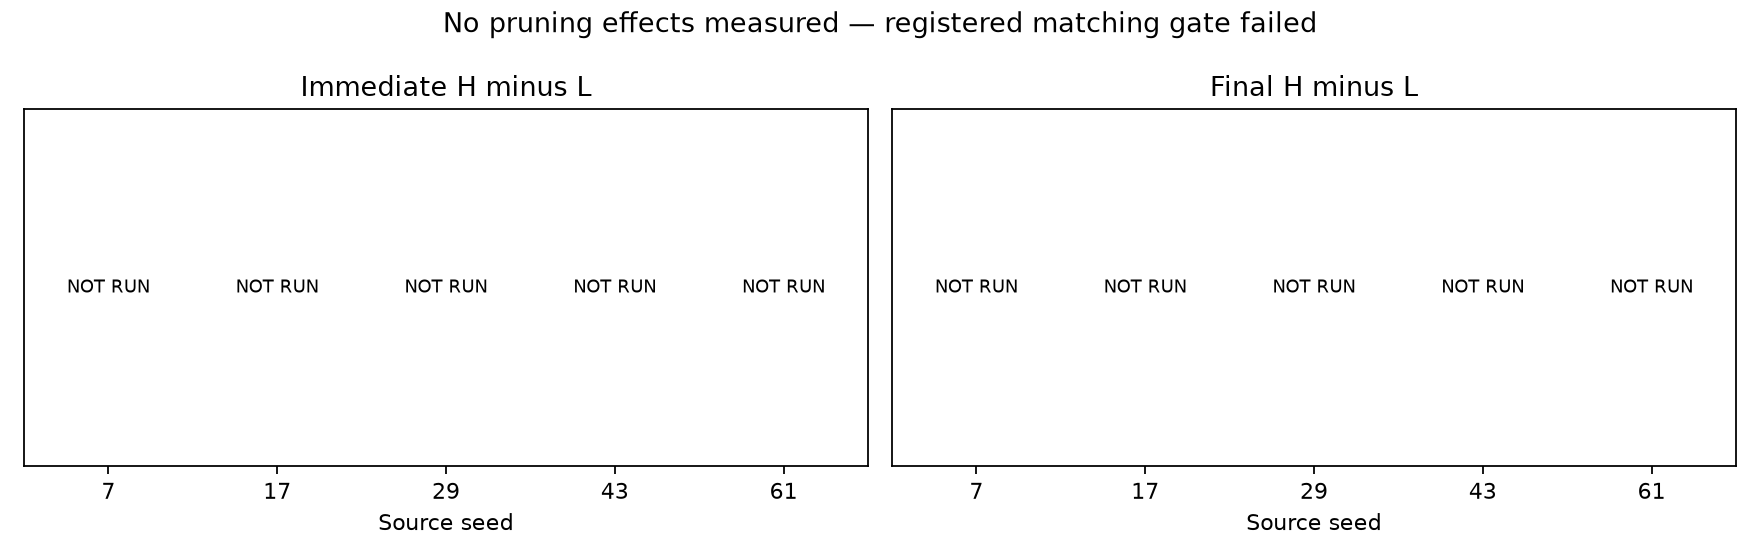 No pruning effects measured — registered matching gate failed
Immediate H minus L
NOT RUN NOT RUN NOT RUN NOT RUN NOT RUN
7 17 29 43 61
Source seed
Final H minus L
NOT RUN NOT RUN NOT RUN NOT RUN NOT RUN
7 17 29 43 61
Source seed